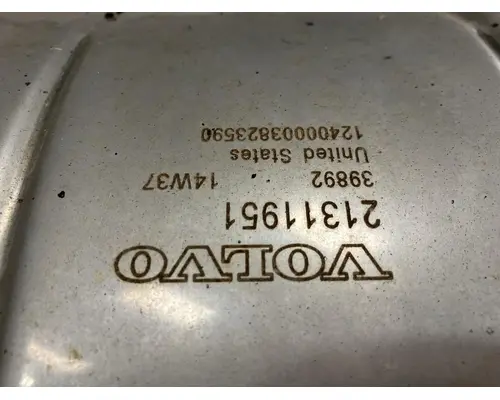 VOLVO
21311951
39892 14W37
United States
12400003823590